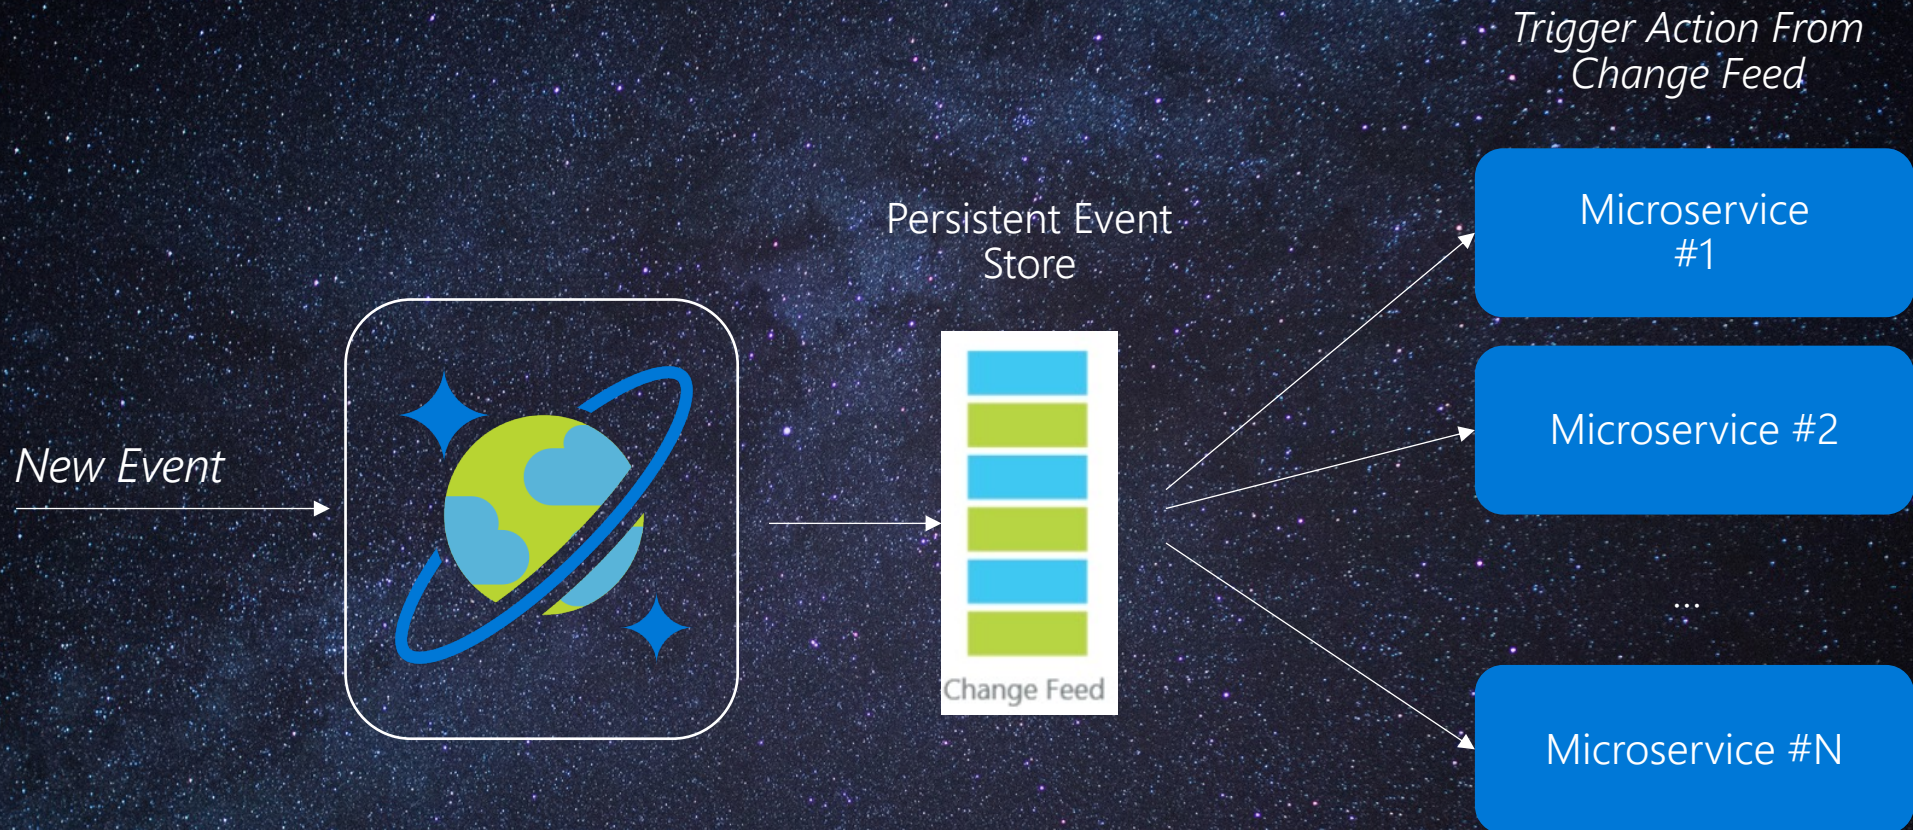 Trigger Action From
Change Feed
Persistent Event
Store
New Event
Change Feed
Microservice
#1
Microservice #2
...
Microservice #N